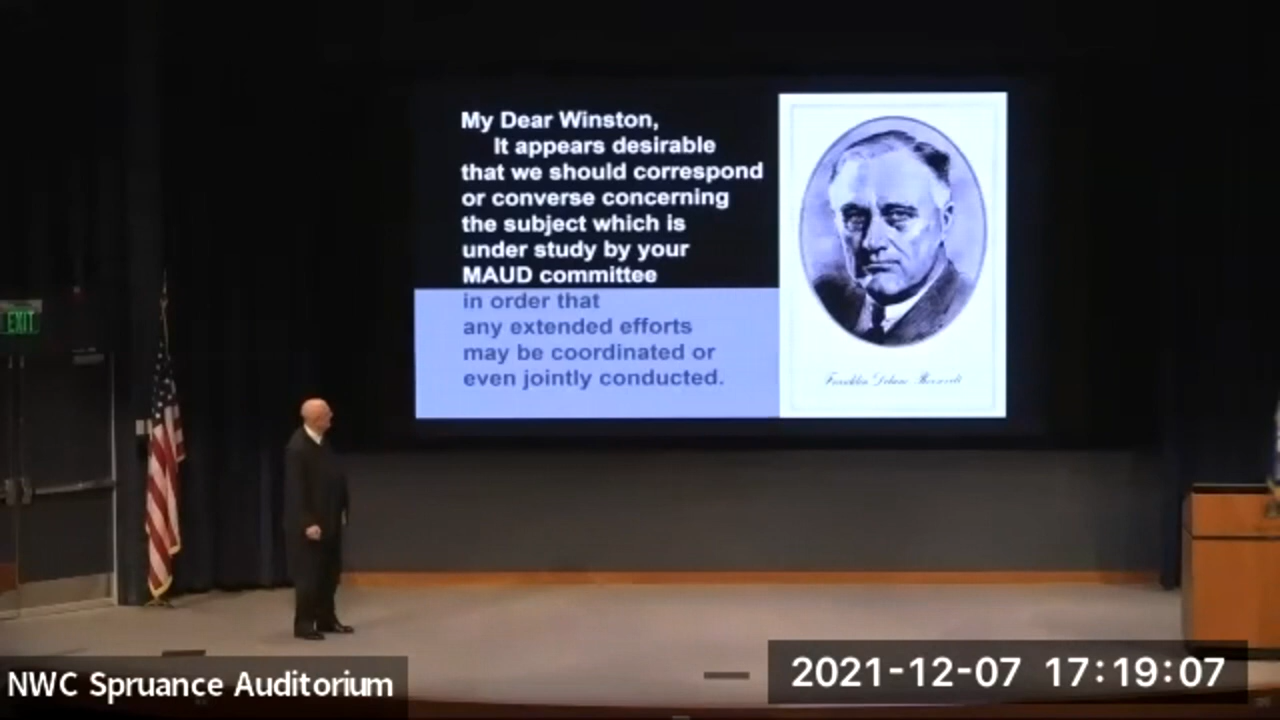 My Dear Winston,
It appears desirable
that we should correspond
or converse concerning
the subject which is
under study by your
MAUD committee
in order that
any extended efforts
may be coordinated or
even jointly conducted.
Franklin Delano Roosevelt
EXIT
NWC Spruance Auditorium
2021-12-07 17:19:07